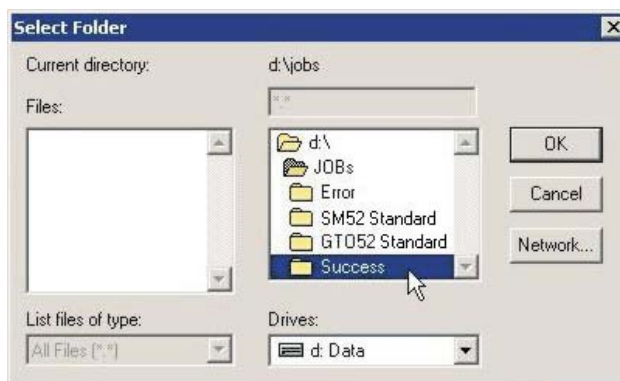 Select Folder
Current directory:
d:\jobs
*.*
Files:
d:\
JOBs
Error
SM52 Standard
GTO52 Standard
Success
OK
Cancel
Network...
List files of type:
All Files (*.*)
Drives:
d: Data